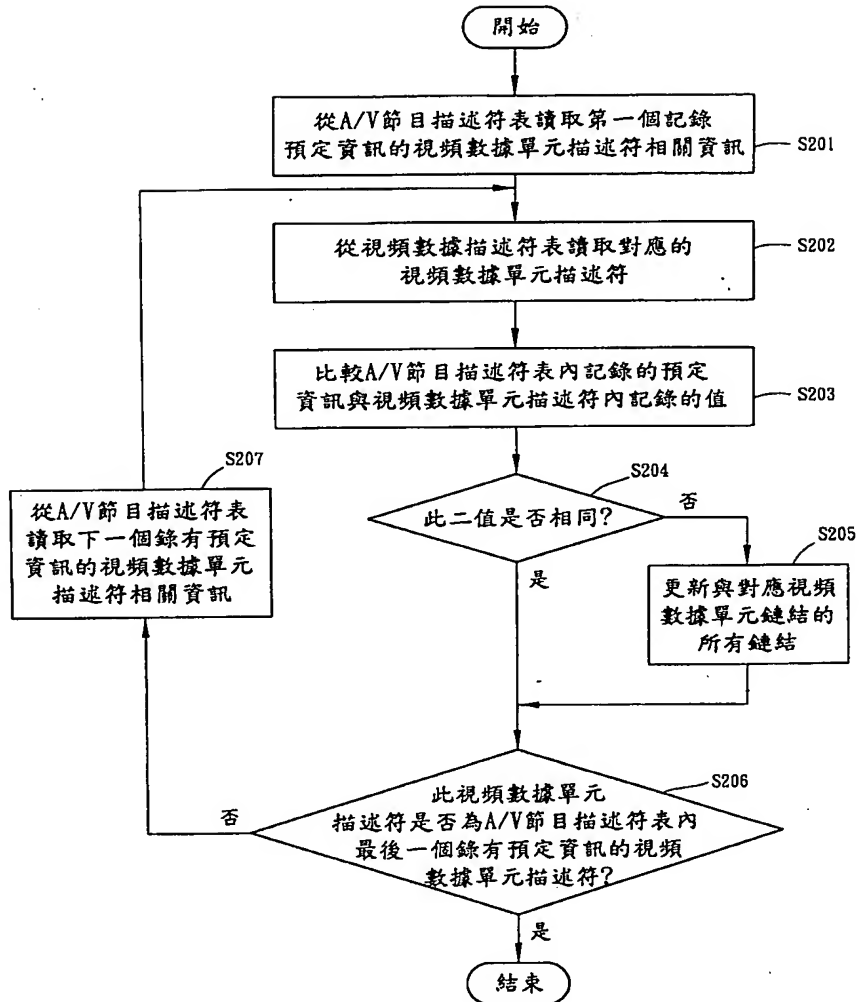 開始
從A/V節目描述符表讀取第一個記錄
預定資訊的視頻數據單元描述符相關資訊
S201
從視頻數據描述符表讀取對應的
視頻數據單元描述符
S202
比較A/V節目描述符表內記錄的預定
資訊與視頻數據單元描述符內記錄的值
S203
S207
從A/V節目描述符表
讀取下一個錄有預定
資訊的視頻數據單元
描述符相關資訊
S204
此二值是否相同?
否
是
S205
更新與對應視頻
數據單元鏈結的
所有鏈結
S206
此視頻數據單元
描述符是否為A/V節目描述符表內
最後一個錄有預定資訊的視頻
數據單元描述符?
否
是
結束